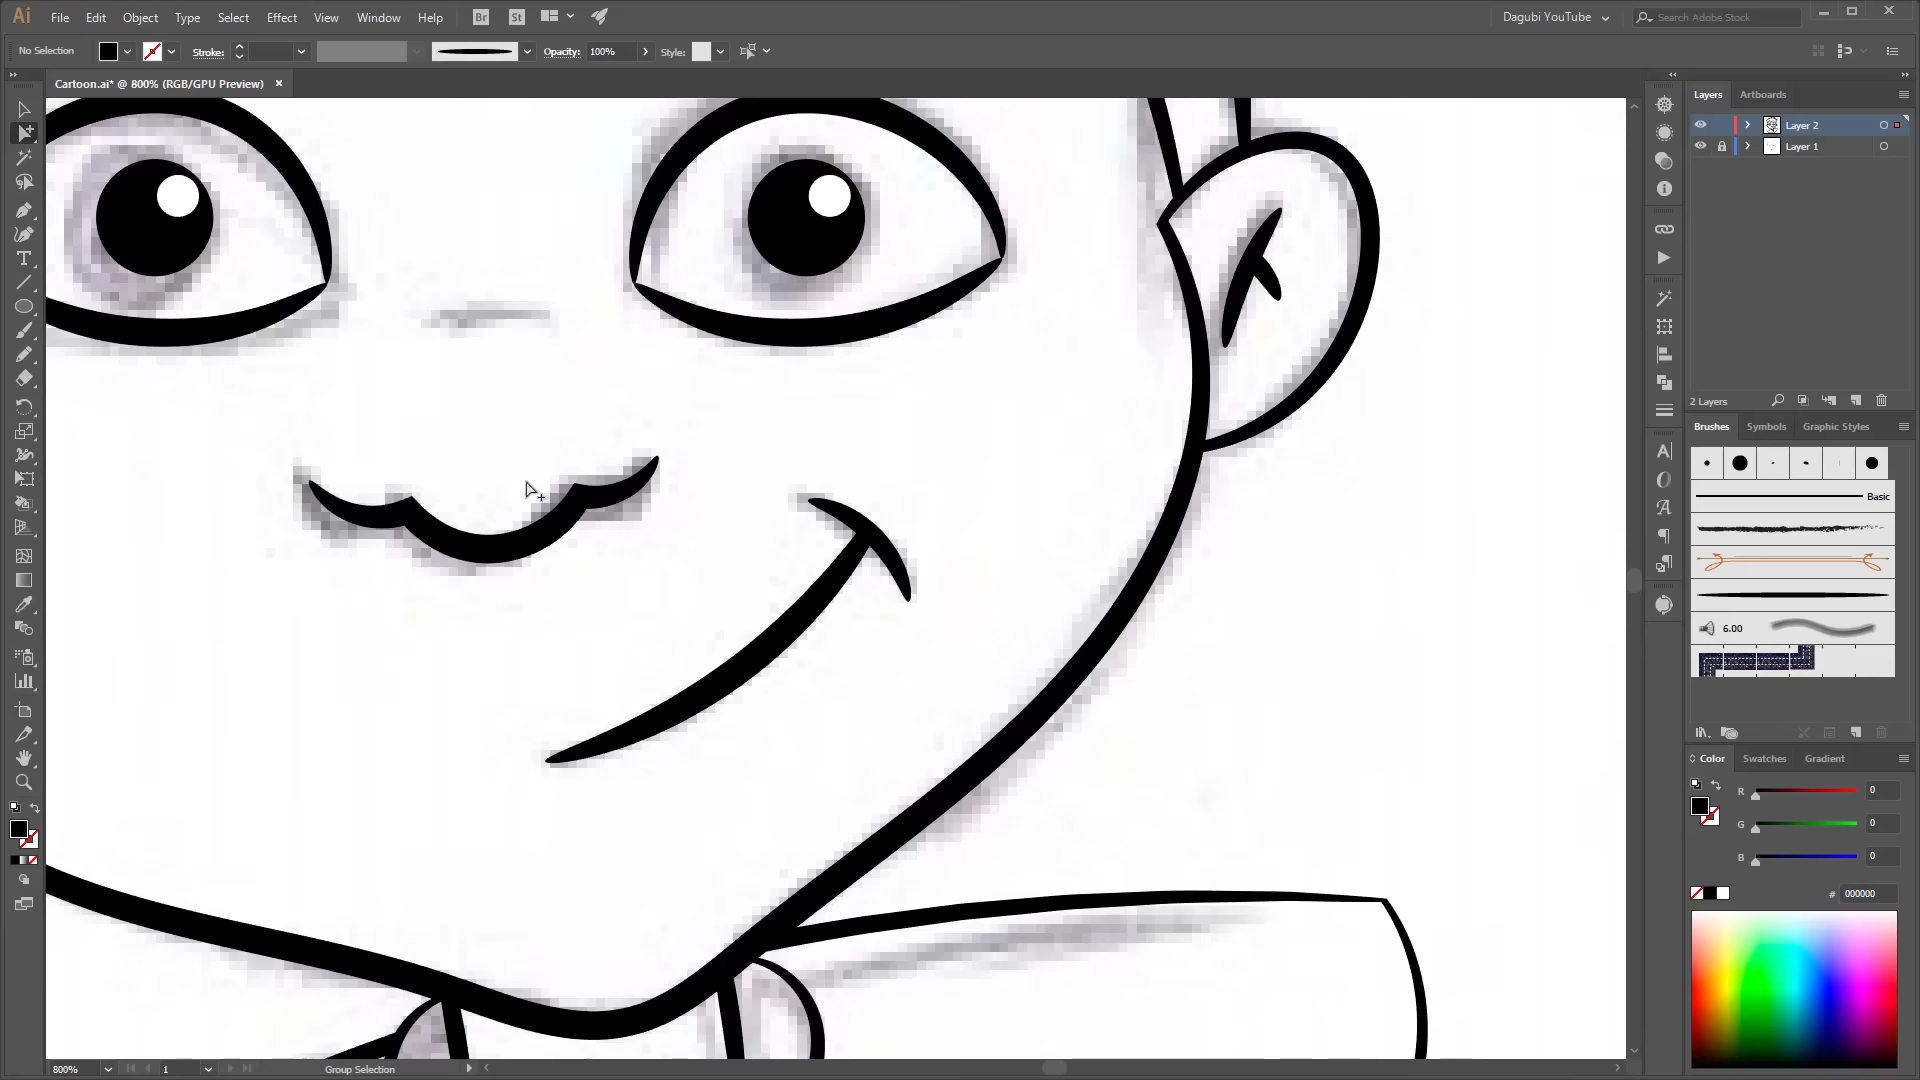 Ai File Edit Object Type Select Effect View Window Help Br St Dagubi YouTube Search Adobe Stock
No Selection Stroke: Opacity: 100% Style:
Cartoon.ai* @ 800% (RGB/GPU Preview)
Layers Artboards
Layer 2
Layer 1
2 Layers
Brushes Symbols Graphic Styles
Basic
6.00
Color Swatches Gradient
R 0
G 0
B 0
# 000000
800% 1 Group Selection